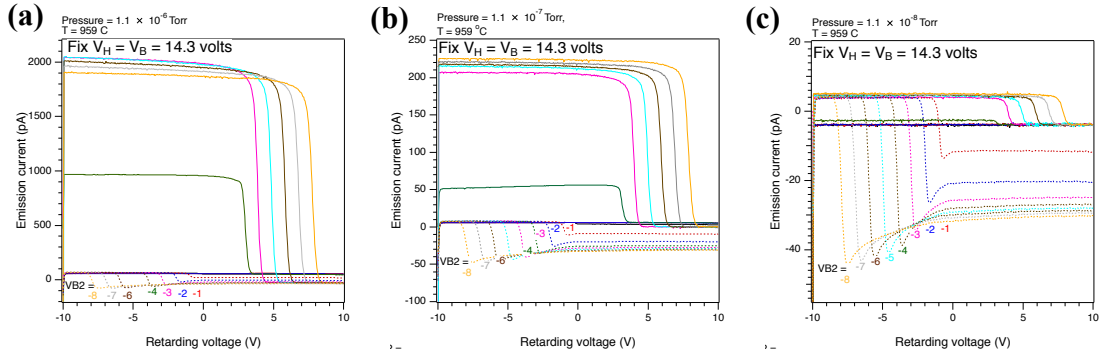 (a)
Pressure = 1.1 × 10⁻⁶ Torr
T = 959 C
Fix V_H = V_B = 14.3 volts
Emission current (pA)
2000
1500
1000
500
0
VB2 =
-8
-7
-6
-4
-3
-2
-1
-10
-5
0
5
10
Retarding voltage (V)
(b)
Pressure = 1.1 × 10⁻⁷ Torr,
T = 959 °C
Fix V_H = V_B = 14.3 volts
Emission current (pA)
250
200
150
100
50
0
-50
-100
VB2 =
-8
-7
-6
-4
-3
-2
-1
-10
-5
0
5
10
Retarding voltage (V)
(c)
Pressure = 1.1 × 10⁻⁸ Torr
T = 959 C
Fix V_H = V_B = 14.3 volts
Emission current (pA)
20
0
-20
-40
VB2 =
-8
-7
-6
-5
-4
-3
-2
-1
-10
-5
0
5
10
Retarding voltage (V)